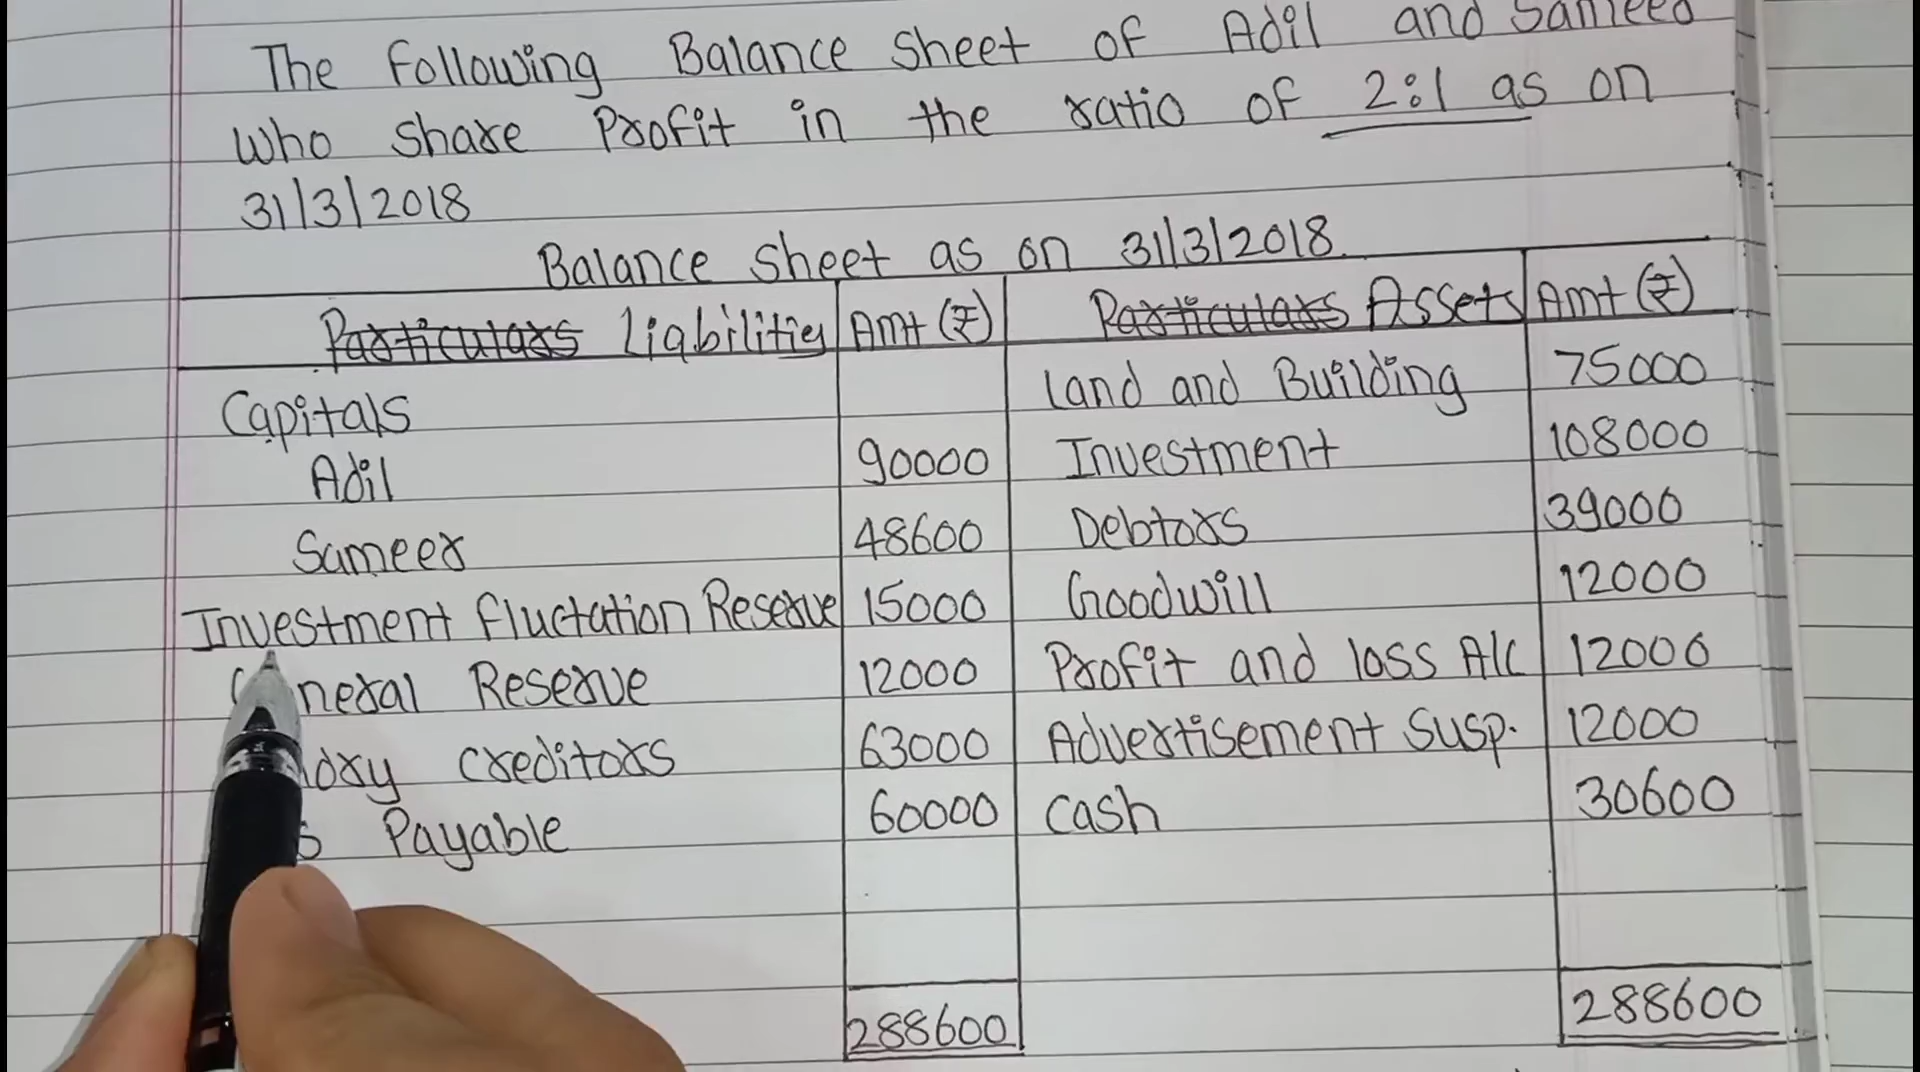 The Following Balance Sheet of Adil and Sameer
who share Profit in the ratio of 2:1 as on
31/3/2018
Balance Sheet as on 31/3/2018.
Particulars Liabilities Amt (₹) Particulars Assets Amt (₹)
Capitals Land and Building 75000
Adil 90000 Investment 108000
Sameer 48600 Debtors 39000
Investment Fluctation Reserve 15000 Goodwill 12000
General Reserve 12000 Profit and loss A/c 12000
creditors 63000 Advertisement Susp. 12000
Payable 60000 Cash 30600
288600 288600